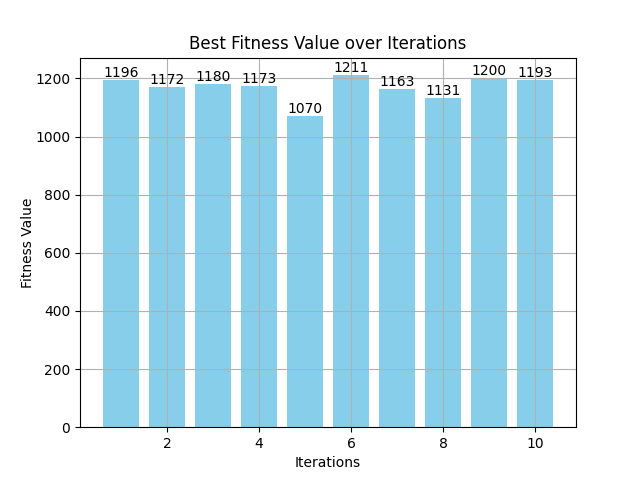 Best Fitness Value over Iterations
1196 1172 1180 1173 1070 1211 1163 1131 1200 1193
1200
1000
800
600
400
200
0
Fitness Value
2 4 6 8 10
Iterations